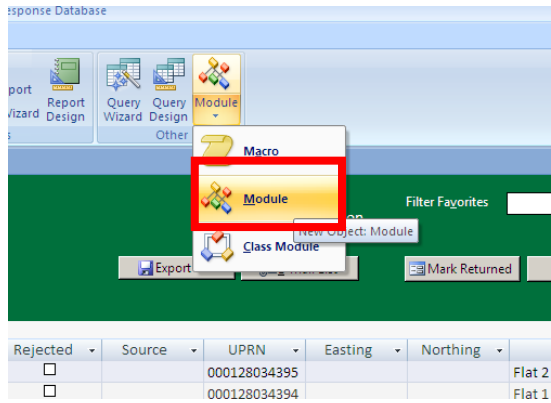 esponse Database
port
Wizard
Report
Design
Query
Wizard
Query
Design
Module
s
Other
Macro
Module
Filter Favorites
New Object: Module
Class Module
Export
Mark Returned
Rejected Source UPRN Easting Northing
000128034395 Flat 2
000128034394 Flat 1